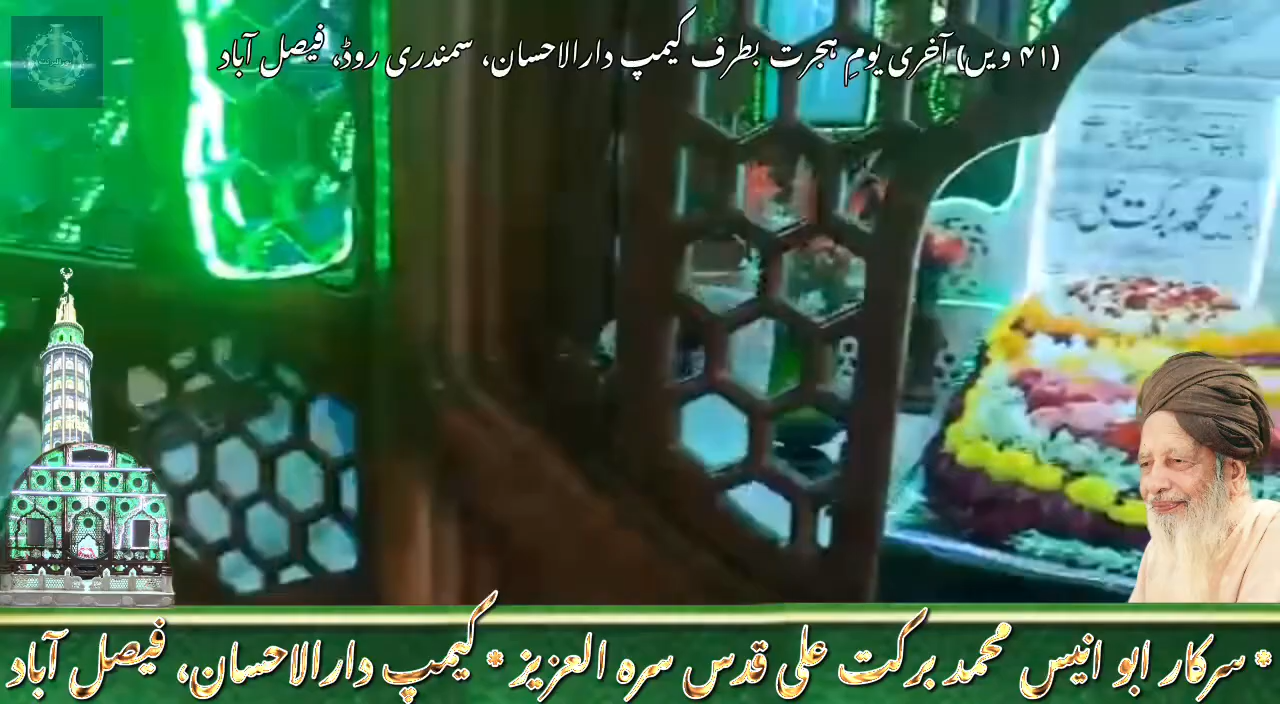 (۴۱ ویں) آخری یومِ ہجرت بطرف کیمپ دارالاحسان، سمندری روڈ، فیصل آباد
محمد برکت علی
* سرکار ابو انیس محمد برکت علی قدس سرہ العزیز * کیمپ دارالاحسان، فیصل آباد